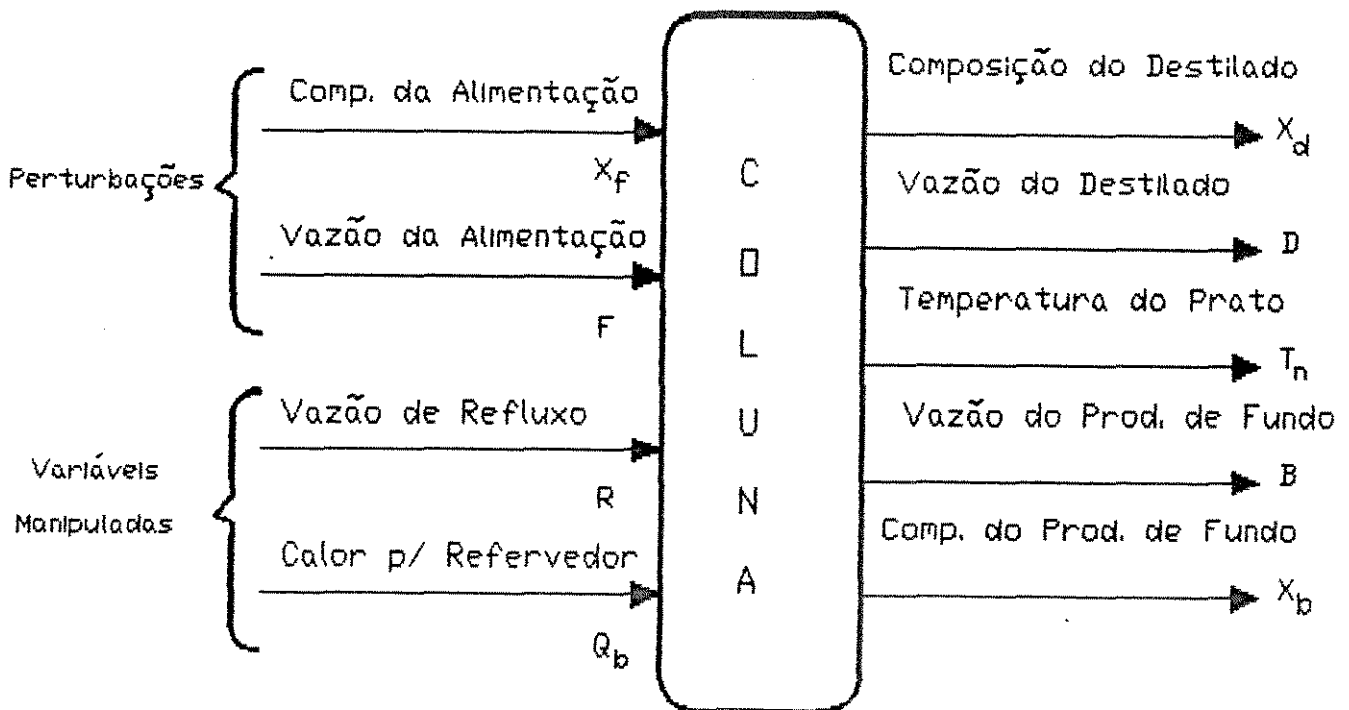 Perturbações
Comp. da Alimentação
X_f
Vazão da Alimentação
F
Variáveis
Manipuladas
Vazão de Refluxo
R
Calor p/ Refervedor
Q_b
C
O
L
U
N
A
Composição do Destilado
X_d
Vazão do Destilado
D
Temperatura do Prato
T_n
Vazão do Prod. de Fundo
B
Comp. do Prod. de Fundo
X_b